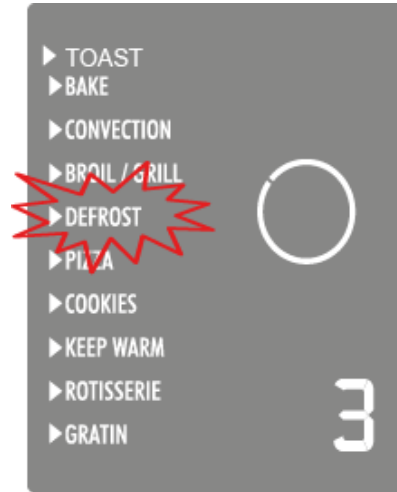 TOAST
BAKE
CONVECTION
BROIL / GRILL
DEFROST
PIZZA
COOKIES
KEEP WARM
ROTISSERIE
GRATIN
3